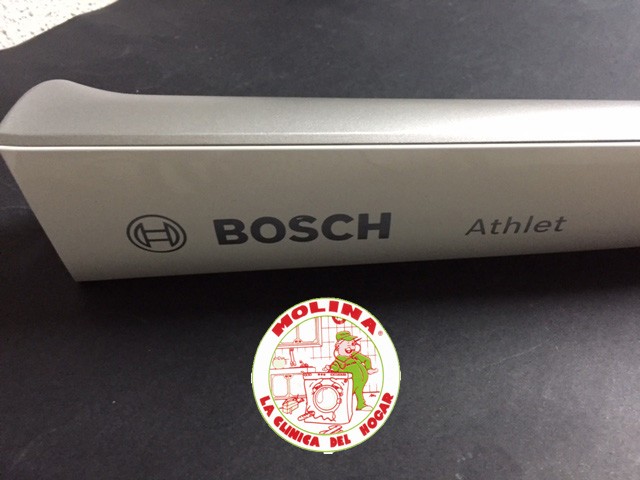 BOSCH Athlet
MOLINA®
LA CLINICA DEL HOGAR